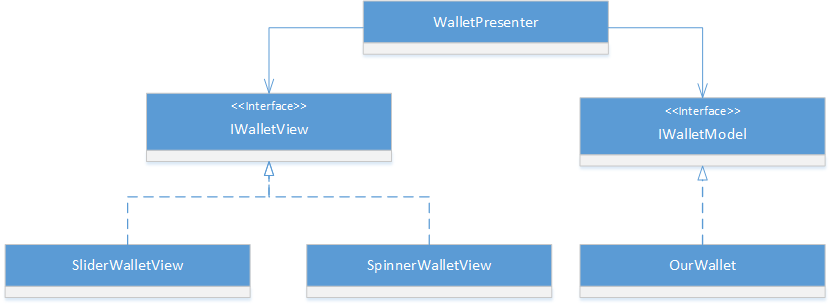 WalletPresenter
<<Interface>>
IWalletView
<<Interface>>
IWalletModel
SliderWalletView
SpinnerWalletView
OurWallet